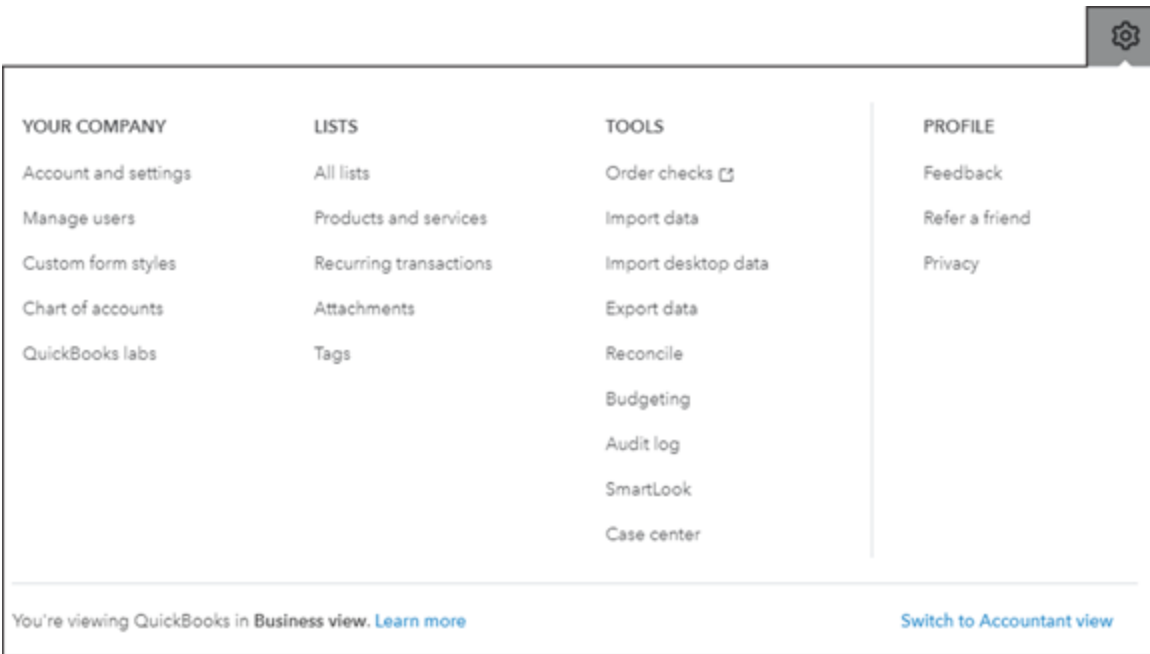 YOUR COMPANY
Account and settings
Manage users
Custom form styles
Chart of accounts
QuickBooks labs
LISTS
All lists
Products and services
Recurring transactions
Attachments
Tags
TOOLS
Order checks
Import data
Import desktop data
Export data
Reconcile
Budgeting
Audit log
SmartLook
Case center
PROFILE
Feedback
Refer a friend
Privacy
You're viewing QuickBooks in Business view. Learn more
Switch to Accountant view